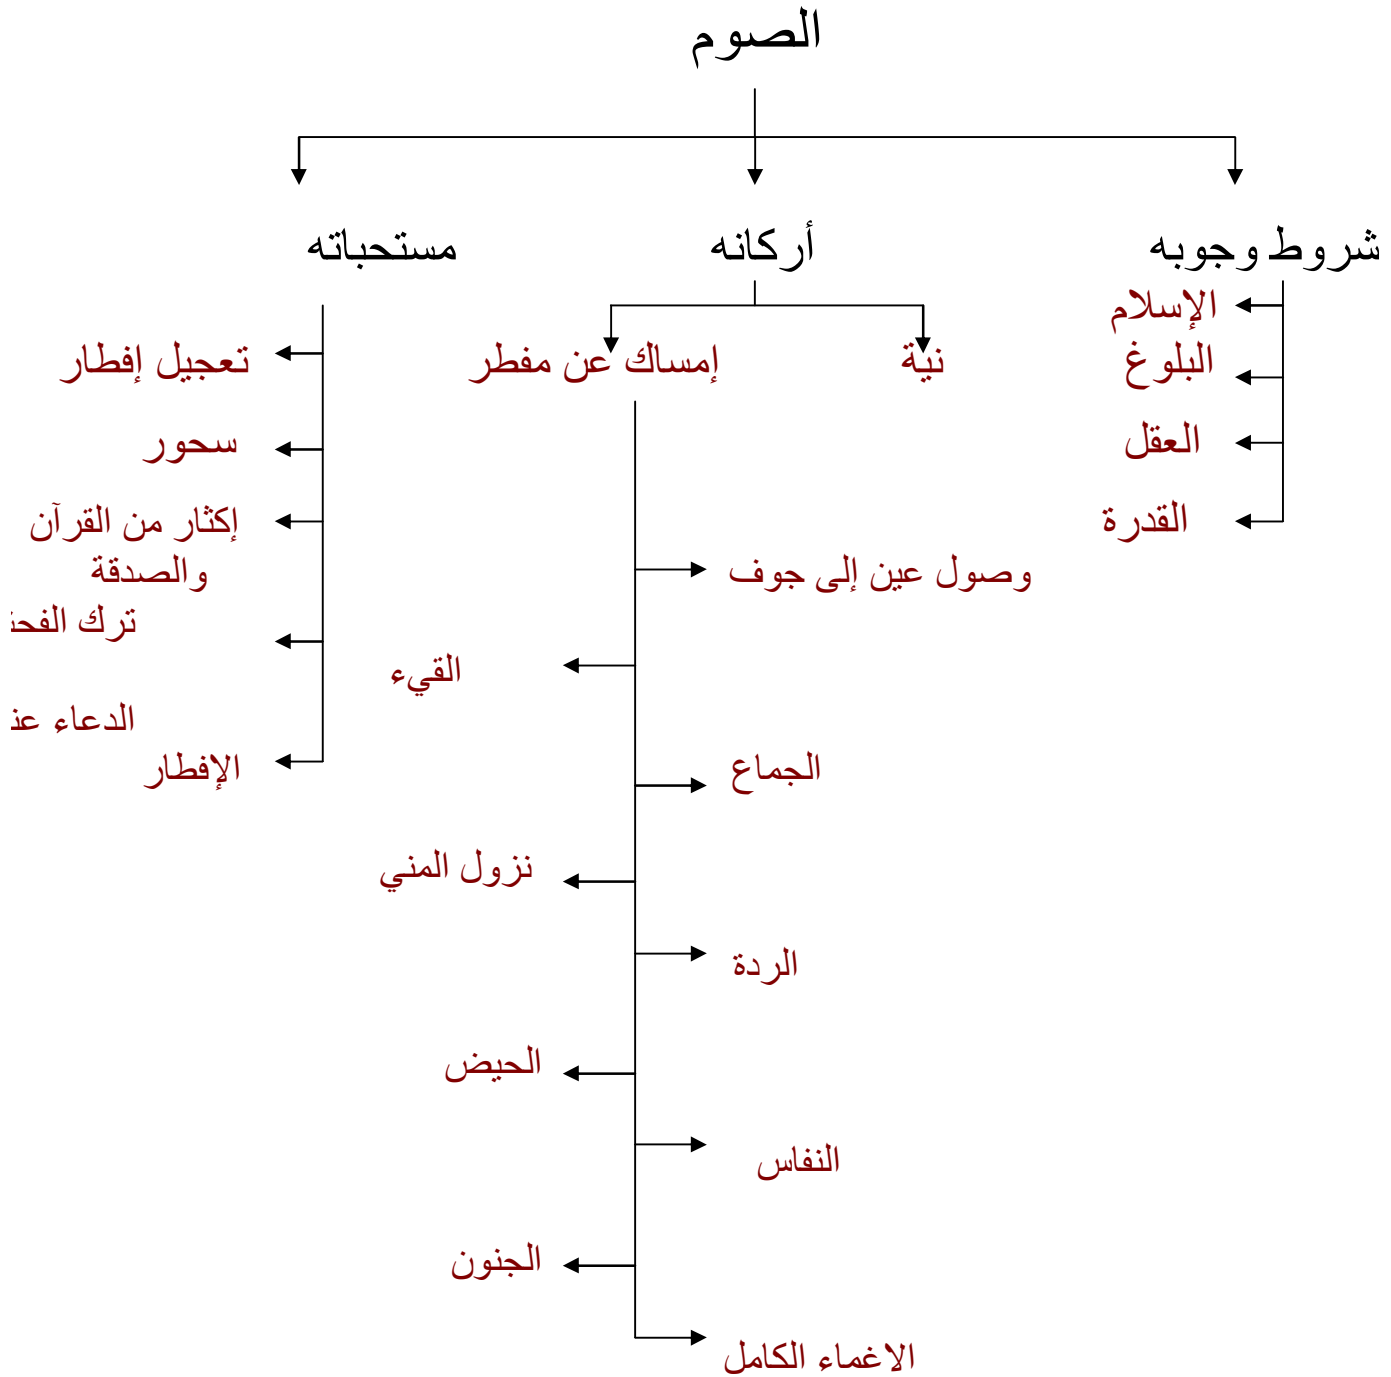 الصوم
شروط وجوبه
أركانه
مستحباته
الإسلام
البلوغ
العقل
القدرة
نية
إمساك عن مفطر
وصول عين إلى جوف
القيء
الجماع
نزول المني
الردة
الحيض
النفاس
الجنون
الاغماء الكامل
تعجيل إفطار
سحور
إكثار من القرآن
والصدقة
ترك
الدعاء
الإفطار